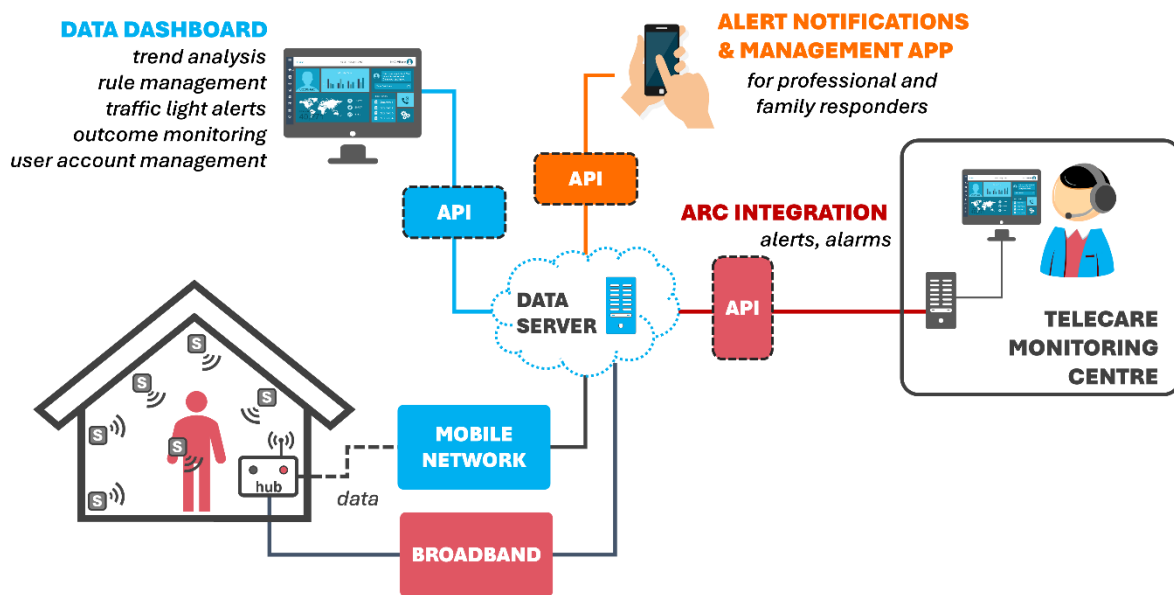 DATA DASHBOARD
trend analysis
rule management
traffic light alerts
outcome monitoring
user account management
ALERT NOTIFICATIONS
& MANAGEMENT APP
for professional and
family responders
API
API
ARC INTEGRATION
alerts, alarms
API
DATA
SERVER
TELECARE
MONITORING
CENTRE
S
S
S
S
S
S
hub
data
MOBILE
NETWORK
BROADBAND